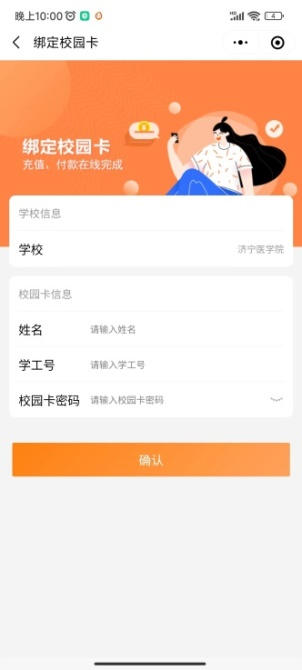 晚上10:00
4
绑定校园卡
绑定校园卡
充值、付款在线完成
学校信息
学校 济宁医学院
校园卡信息
姓名 请输入姓名
学工号 请输入学工号
校园卡密码 请输入校园卡密码
确认